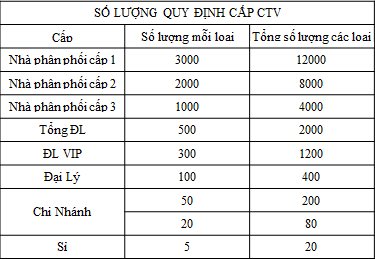 SỐ LƯỢNG QUY ĐỊNH CẤP CTV
Cấp Số lượng mỗi loại Tổng số lượng các loại
Nhà phân phối cấp 1 3000 12000
Nhà phân phối cấp 2 2000 8000
Nhà phân phối cấp 3 1000 4000
Tổng ĐL 500 2000
ĐL VIP 300 1200
Đại Lý 100 400
Chi Nhánh 50 200
20 80
Sỉ 5 20